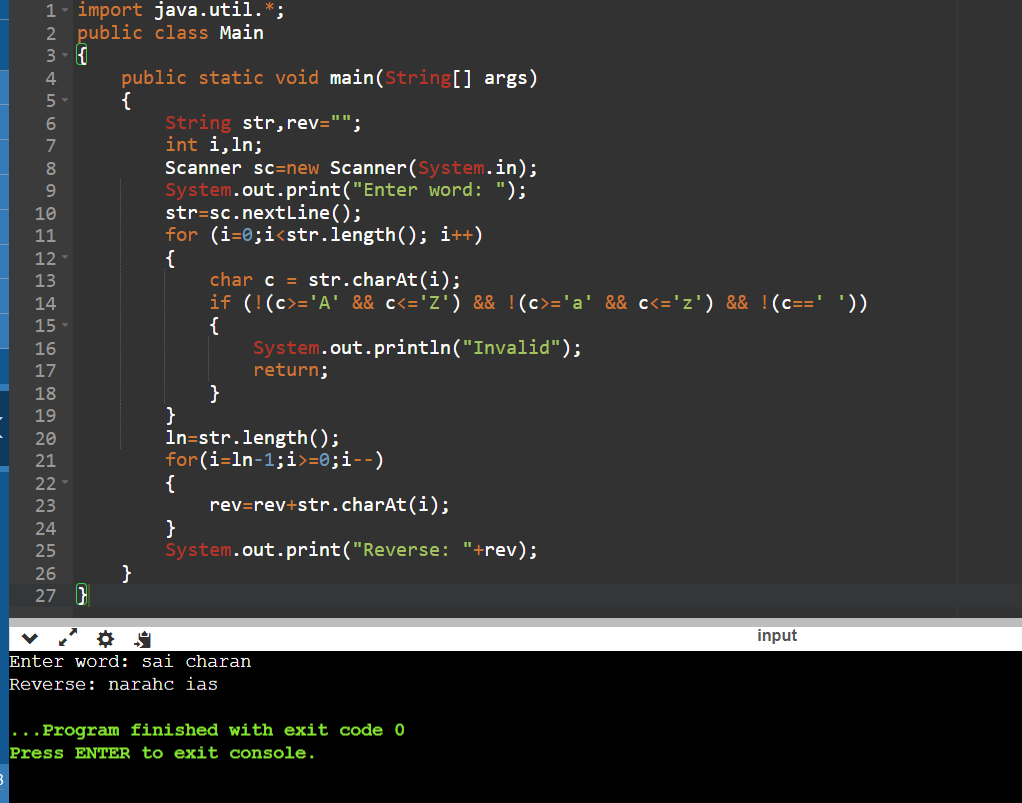 1 import java.util.*;
2 public class Main
3 {
4     public static void main(String[] args)
5     {
6         String str,rev="";
7         int i,ln;
8         Scanner sc=new Scanner(System.in);
9         System.out.print("Enter word: ");
10         str=sc.nextLine();
11         for (i=0;i<str.length(); i++)
12         {
13             char c = str.charAt(i);
14             if (!(c>='A' && c<='Z') && !(c>='a' && c<='z') && !(c==' '))
15             {
16                 System.out.println("Invalid");
17                 return;
18             }
19         }
20         ln=str.length();
21         for(i=ln-1;i>=0;i--)
22         {
23             rev=rev+str.charAt(i);
24         }
25         System.out.print("Reverse: "+rev);
26     }
27 }
input
Enter word: sai charan
Reverse: narahc ias
...Program finished with exit code 0
Press ENTER to exit console.